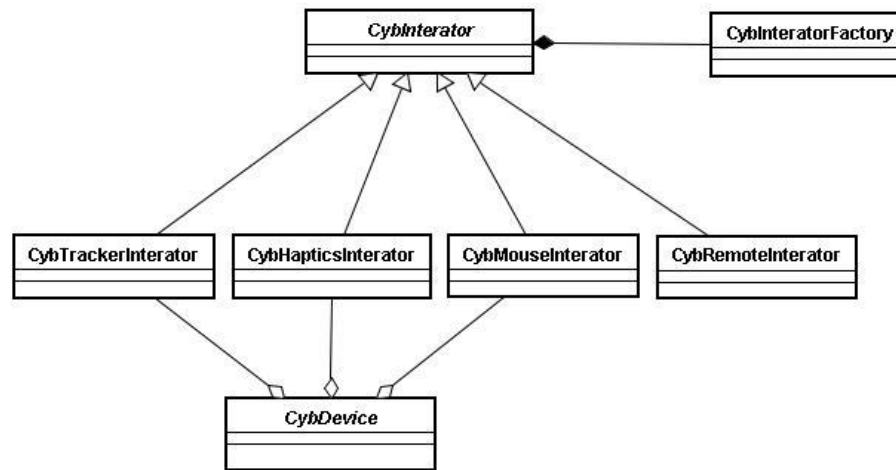 CybInterator
CybInteratorFactory
CybTrackerInterator
CybHapticsInterator
CybMouseInterator
CybRemoteInterator
CybDevice